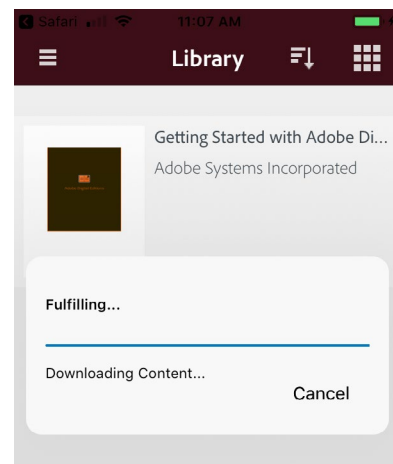 Safari 11:07 AM
Library
Getting Started with Adobe Di...
Adobe Systems Incorporated
Fulfilling...
Downloading Content...
Cancel